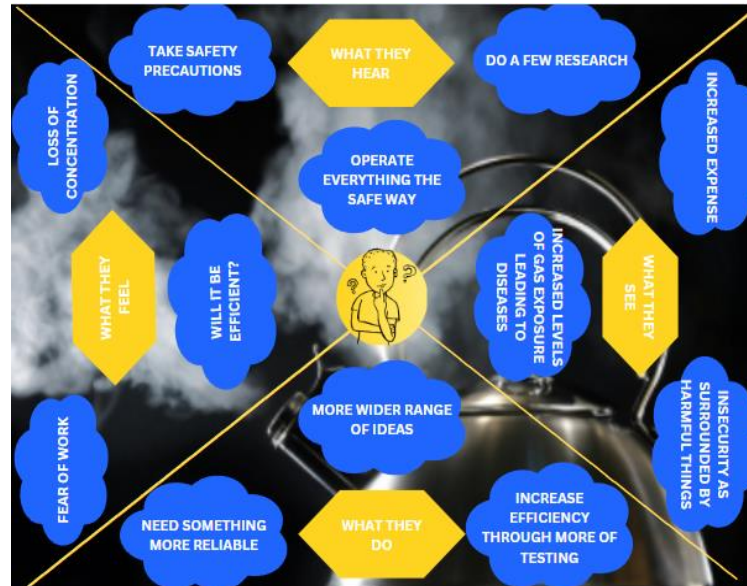 TAKE SAFETY
PRECAUTIONS
WHAT THEY
HEAR
DO A FEW RESEARCH
OPERATE
EVERYTHING THE
SAFE WAY
LOSS OF
CONCENTRATION
WHAT THEY
FEEL
WILL IT BE
EFFICIENT?
FEAR OF WORK
INCREASED EXPENSE
INCREASED LEVELS
OF GAS EXPOSURE
LEADING TO
DISEASES
WHAT THEY
SEE
INSECURITY AS
SURROUNDED BY
HARMFUL THINGS
MORE WIDER RANGE
OF IDEAS
NEED SOMETHING
MORE RELIABLE
WHAT THEY
DO
INCREASE
EFFICIENCY
THROUGH MORE OF
TESTING
? ?